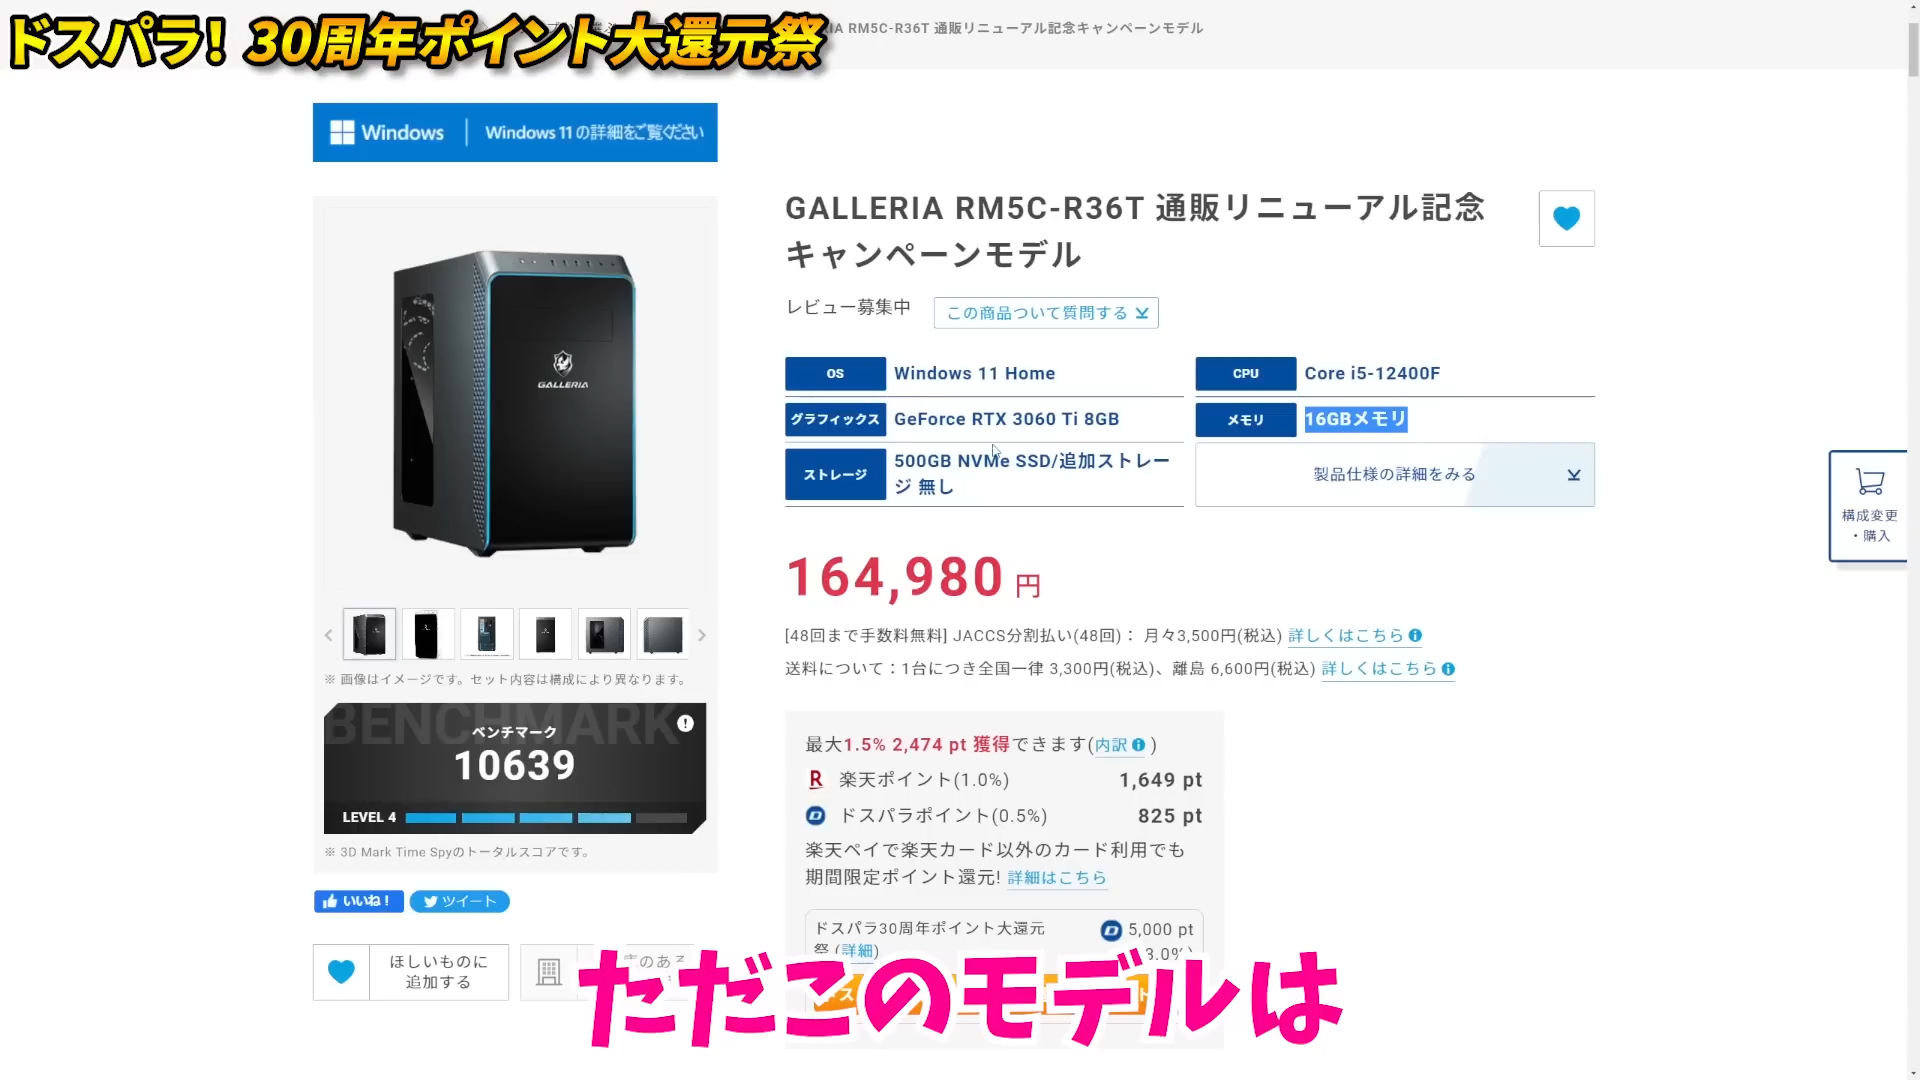 ドスパラ! 30周年ポイント大還元祭
IA RM5C-R36T 通販リニューアル記念キャンペーンモデル
Windows
Windows 11 の詳細をご覧ください
GALLERIA RM5C-R36T 通販リニューアル記念
キャンペーンモデル
レビュー募集中
この商品ついて質問する
OS
Windows 11 Home
CPU
Core i5-12400F
グラフィックス
GeForce RTX 3060 Ti 8GB
メモリ
16GBメモリ
ストレージ
500GB NVMe SSD/追加ストレー
ジ 無し
製品仕様の詳細をみる
構成変更
・購入
GALLERIA
164,980 円
[48回まで手数料無料] JACCS分割払い(48回)： 月々3,500円(税込) 詳しくはこちら
送料について：1台につき全国一律 3,300円(税込)、離島 6,600円(税込) 詳しくはこちら
※ 画像はイメージです。セット内容は構成により異なります。
BENCHMARK
ベンチマーク
10639
LEVEL 4
※ 3D Mark Time Spyのトータルスコアです。
最大1.5% 2,474 pt 獲得できます(内訳 )
楽天ポイント(1.0%)
1,649 pt
ドスパラポイント(0.5%)
825 pt
楽天ペイで楽天カード以外のカード利用でも
期間限定ポイント還元! 詳細はこちら
いいね！
ツイート
ドスパラ30周年ポイント大還元
祭 (詳細)
5,000 pt
3.0%)
ほしいものに
追加する
ただこのモデルは